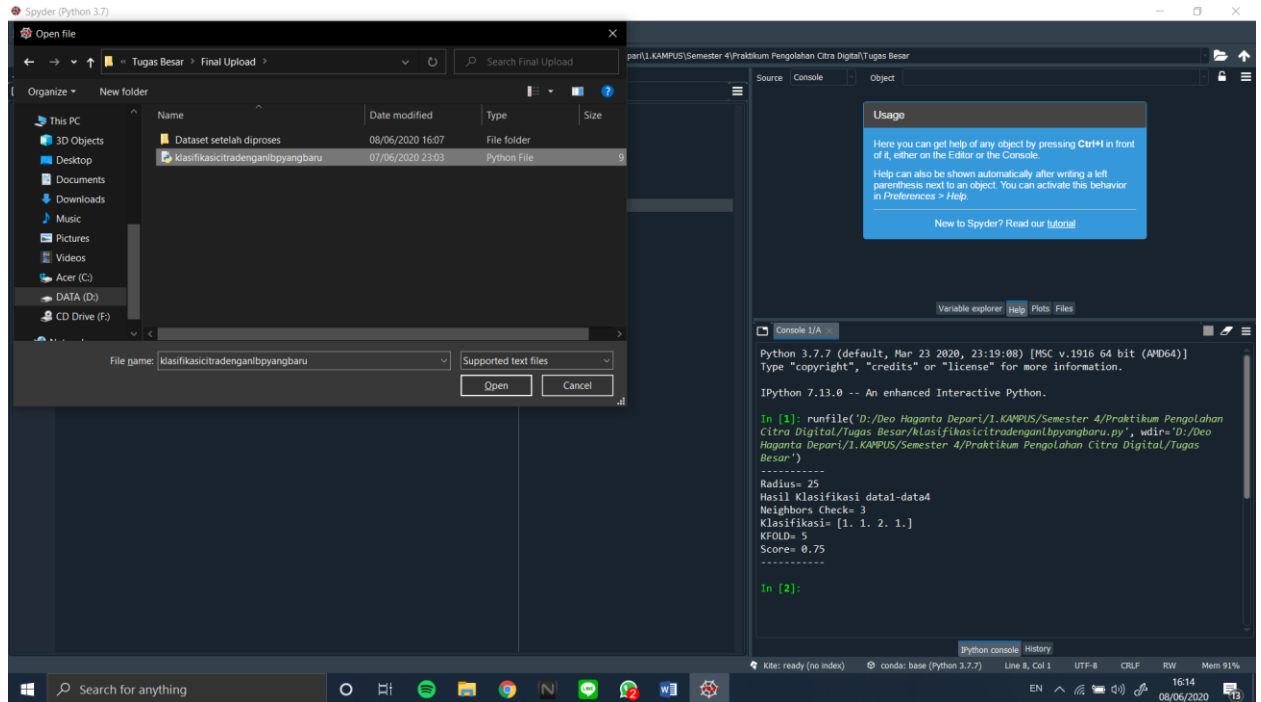 Spyder (Python 3.7)
Open file
« Tugas Besar > Final Upload >
Search Final Upload
Organize
New folder
This PC
3D Objects
Desktop
Documents
Downloads
Music
Pictures
Videos
Acer (C:)
DATA (D:)
CD Drive (F:)
Name Date modified Type Size
Dataset setelah diproses 08/06/2020 16:07 File folder
klasifikasicitradenganlbpyangbaru 07/06/2020 23:03 Python File 9
File name: klasifikasicitradenganlbpyangbaru
Supported text files
Open Cancel
pari\1.KAMPUS\Semester 4\Praktikum Pengolahan Citra Digital\Tugas Besar
Source Console Object
Usage
Here you can get help of any object by pressing Ctrl+I in front
of it, either on the Editor or the Console.
Help can also be shown automatically after writing a left
parenthesis next to an object. You can activate this behavior
in Preferences > Help.
New to Spyder? Read our tutorial
Variable explorer Help Plots Files
Console 1/A
Python 3.7.7 (default, Mar 23 2020, 23:19:08) [MSC v.1916 64 bit (AMD64)]
Type "copyright", "credits" or "license" for more information.
IPython 7.13.0 -- An enhanced Interactive Python.
In [1]: runfile('D:/Deo Haganta Depari/1.KAMPUS/Semester 4/Praktikum Pengolahan
Citra Digital/Tugas Besar/klasifikasicitradenganlbpyangbaru.py', wdir='D:/Deo
Haganta Depari/1.KAMPUS/Semester 4/Praktikum Pengolahan Citra Digital/Tugas
Besar')
-----------
Radius= 25
Hasil Klasifikasi data1-data4
Neighbors Check= 3
Klasifikasi= [1. 1. 2. 1.]
KFOLD= 5
Score= 0.75
-----------
In [2]:
IPython console History
Kite: ready (no index) conda: base (Python 3.7.7) Line 8, Col 1 UTF-8 CRLF RW Mem 91%
Search for anything
2
EN
16:14
08/06/2020
13